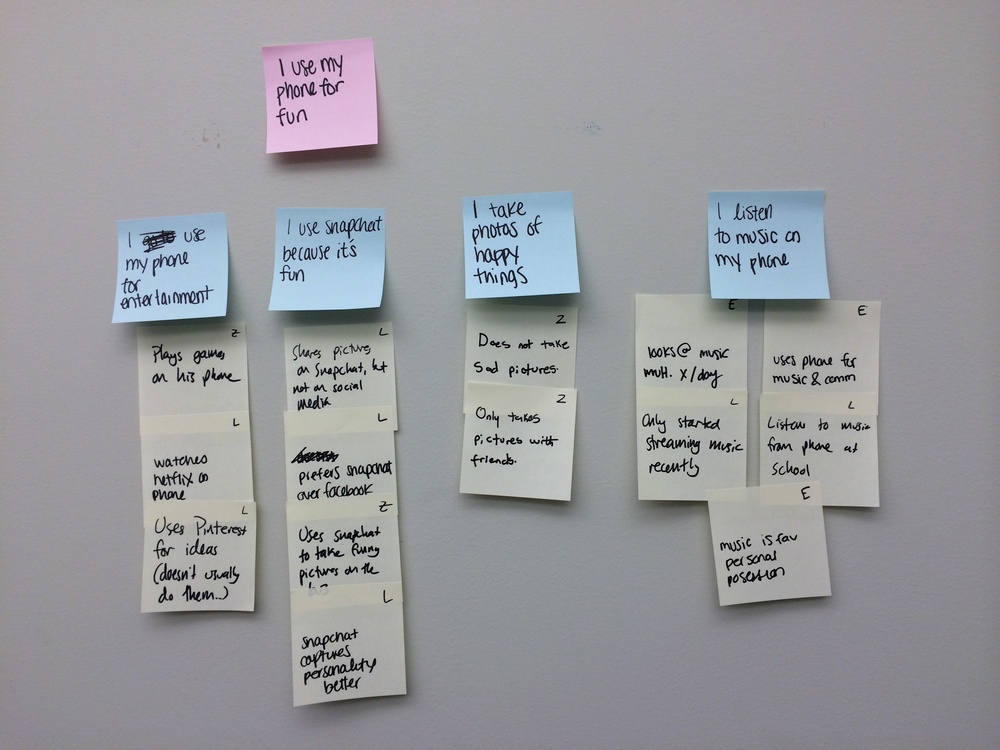 I use my
phone for
fun
I use
my phone
for
entertainment
Z
Plays games
on his phone
L
watches
netflix on
phone
L
Uses Pinterest
for ideas
(doesn't usually
do them...)
I use snapchat
because it's
fun
L
Shares pictures
on Snapchat, but
not on social
media
L
prefers snapchat
over facebook
Z
Uses snapchat
to take funny
pictures on the
bus
L
snapchat
captures
personality
better
I take
photos of
happy
things
Z
Does not take
Sad pictures.
Z
Only takes
pictures with
friends.
I listen
to music on
my phone
E
looks@ music
mult. x/day
L
Only started
streaming music
recently
E
uses phone for
music & comm
L
Listen to music
from phone at
school
E
music is fav
personal
posession